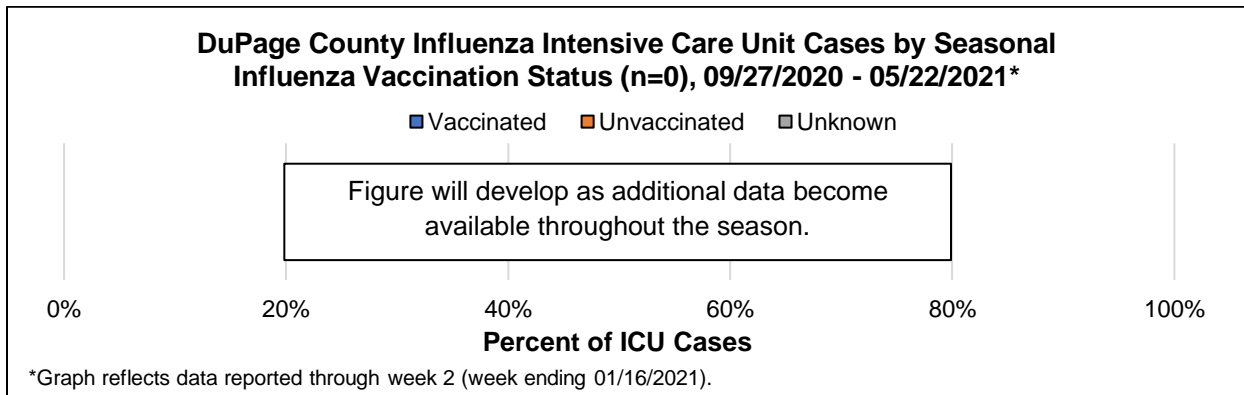 DuPage County Influenza Intensive Care Unit Cases by Seasonal
Influenza Vaccination Status (n=0), 09/27/2020 - 05/22/2021*
Vaccinated Unvaccinated Unknown
Figure will develop as additional data become
available throughout the season.
0% 20% 40% 60% 80% 100%
Percent of ICU Cases
*Graph reflects data reported through week 2 (week ending 01/16/2021).